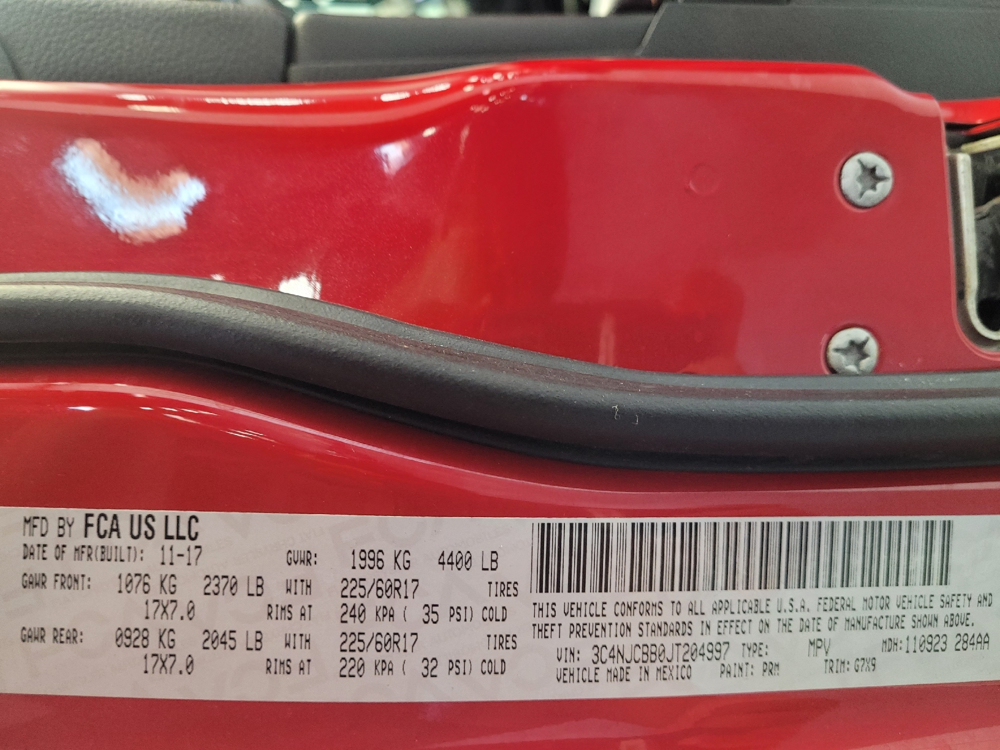 MFD BY FCA US LLC
DATE OF MFR(BUILT): 11-17 GVWR: 1996 KG 4400 LB
GAWR FRONT: 1076 KG 2370 LB WITH 225/60R17 TIRES
17X7.0 RIMS AT 240 KPA ( 35 PSI) COLD
GAWR REAR: 0928 KG 2045 LB WITH 225/60R17 TIRES
17X7.0 RIMS AT 220 KPA ( 32 PSI) COLD
THIS VEHICLE CONFORMS TO ALL APPLICABLE U.S.A. FEDERAL MOTOR VEHICLE SAFETY AND
THEFT PREVENTION STANDARDS IN EFFECT ON THE DATE OF MANUFACTURE SHOWN ABOVE.
VIN: 3C4NJCBB0JT204997 TYPE: MPV MDH:110923 284AA
VEHICLE MADE IN MEXICO PAINT: PRM TRIM: G7X9